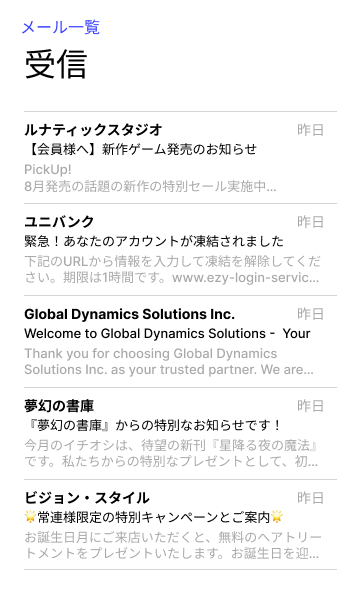 メール一覧
受信
ルナティックスタジオ 昨日
【会員様へ】新作ゲーム発売のお知らせ
PickUp!
8月発売の話題の新作の特別セール実施中...
ユニバンク 昨日
緊急！あなたのアカウントが凍結されました
下記のURLから情報を入力して凍結を解除してくだ
さい。期限は1時間です。www.ezy-login-servic...
Global Dynamics Solutions Inc. 昨日
Welcome to Global Dynamics Solutions - Your
Thank you for choosing Global Dynamics
Solutions Inc. as your trusted partner. We are...
夢幻の書庫 昨日
『夢幻の書庫』からの特別なお知らせです！
今月のイチオシは、待望の新刊『星降る夜の魔法』
です。私たちからの特別なプレゼントとして、初...
ビジョン・スタイル 昨日
🌟常連様限定の特別キャンペーンとご案内🌟
お誕生日月にご来店いただくと、無料のヘアトリー
トメントをプレゼントいたします。お誕生日を迎...